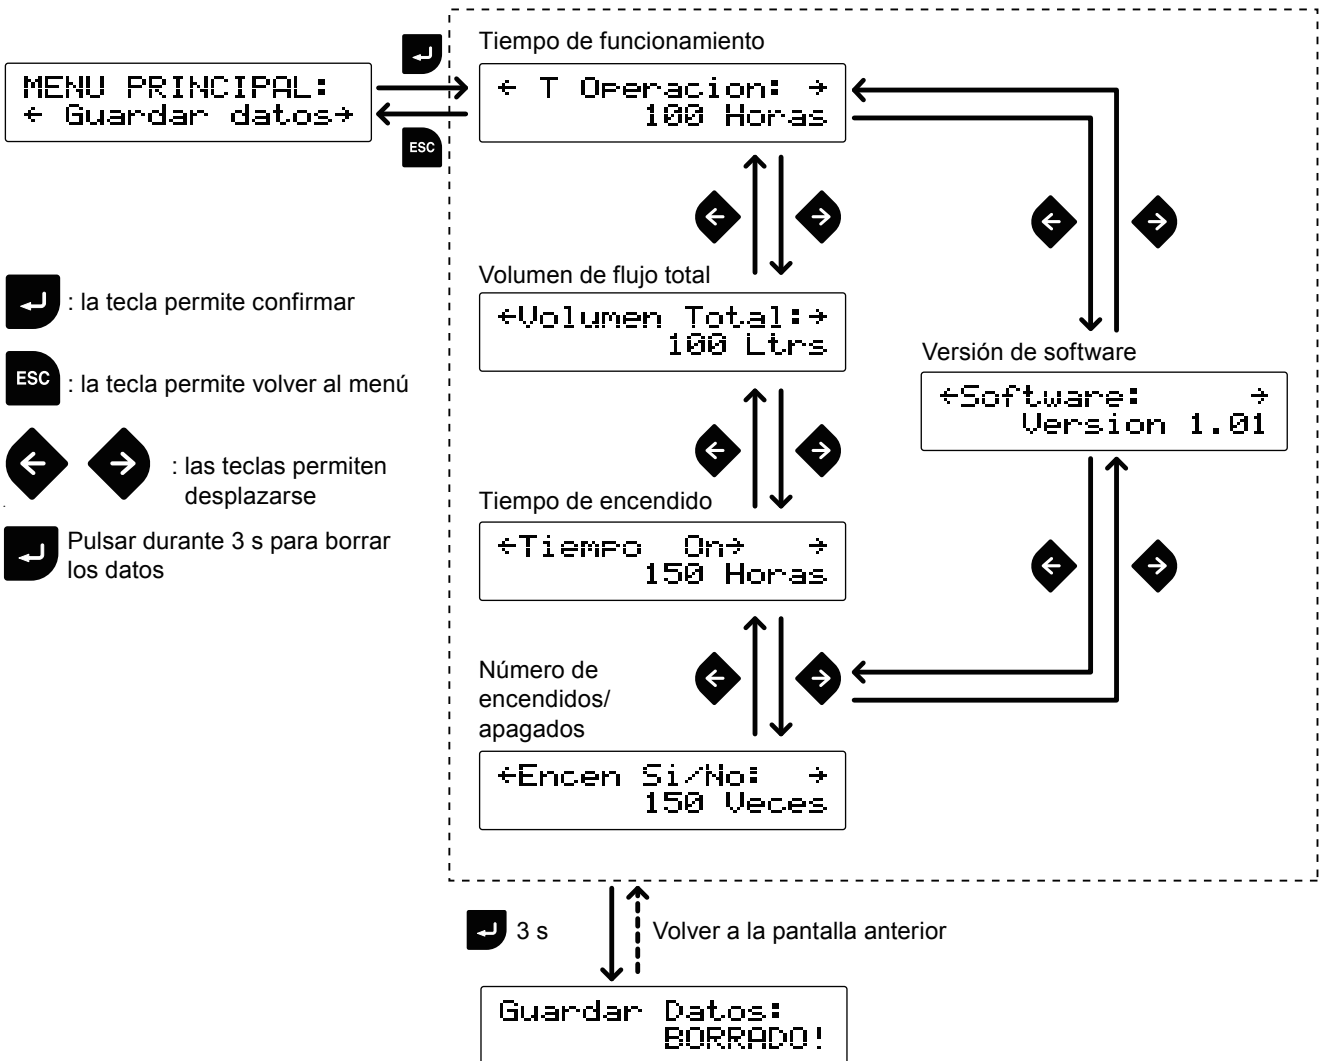 MENU PRINCIPAL:
← Guardar datos→
ESC
: la tecla permite confirmar
ESC : la tecla permite volver al menú
← → : las teclas permiten
desplazarse
Pulsar durante 3 s para borrar
los datos
Tiempo de funcionamiento
← T Operacion: →
100 Horas
← →
Volumen de flujo total
←Volumen Total:→
100 Ltrs
← →
Tiempo de encendido
←Tiempo On→ →
150 Horas
← →
Número de
encendidos/
apagados
←Encen Si/No: →
150 Veces
← →
Versión de software
←Software: →
Version 1.01
← →
3 s
Volver a la pantalla anterior
Guardar Datos:
BORRADO!